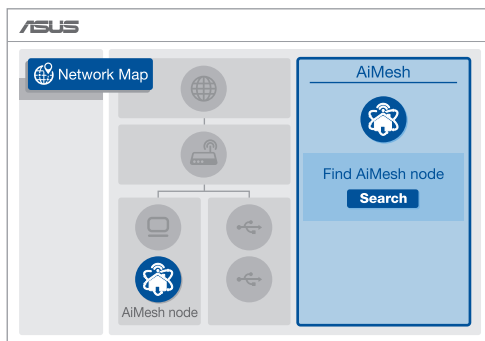 ASUS
Network Map
AiMesh
Find AiMesh node
Search
AiMesh node